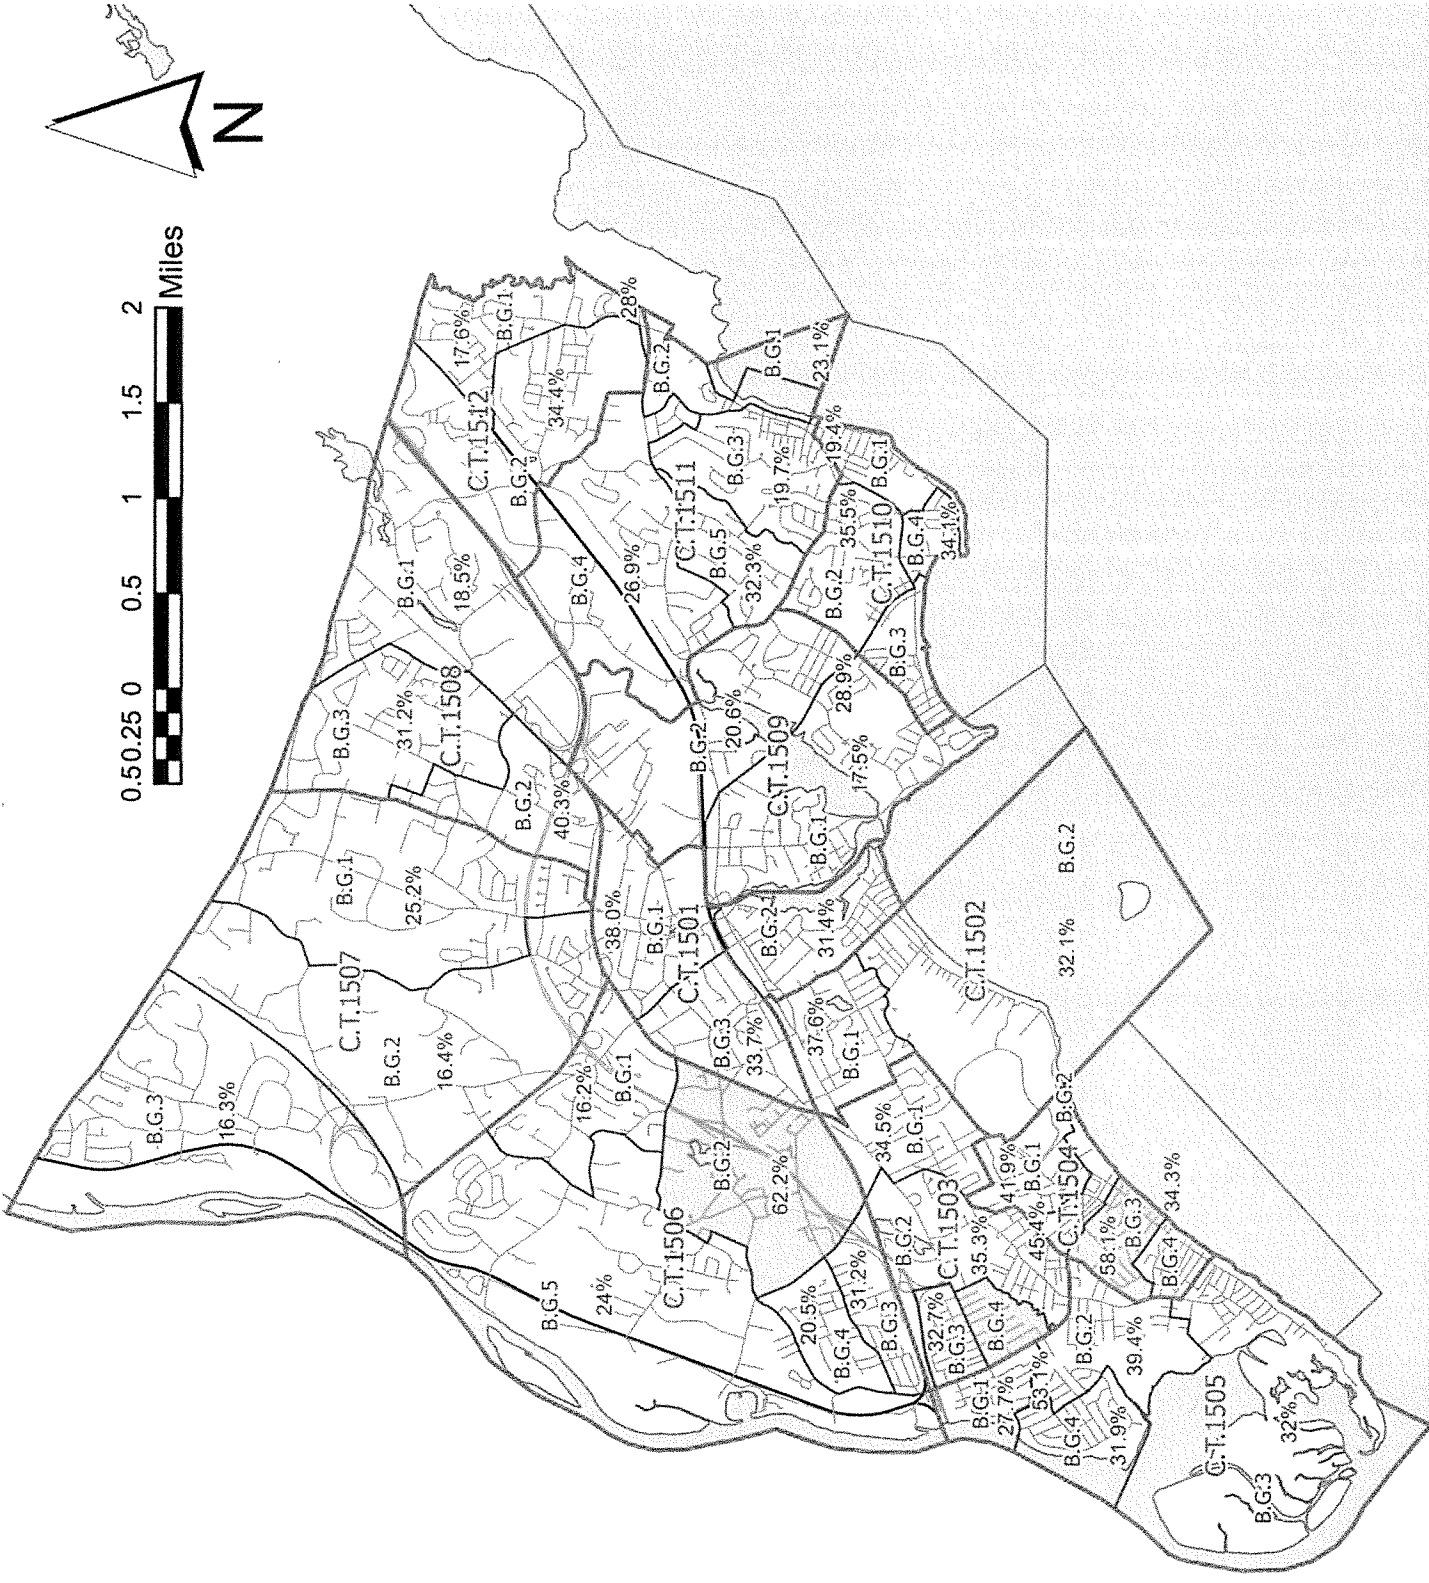 N
0.50.25 0 0.5 1 1.5 2
Miles
B.G.3
16.3%
C.T.1507
B.G.2
16.4%
B.G.1
25.2%
B.G.3
31.2%
C.T.1508
B.G.2
40.3%
B.G.1
18.5%
C.T.1512
B.G.2
17.6%
B.G.1
34.4%
28%
B.G.5
24%
C.T.1506
16.2%
B.G.1
B.G.2
62.2%
20.5%
B.G.4
31.2%
B.G.3
38.0%
B.G.1
C.T.1501
B.G.3
33.7%
B.G.2
31.4%
B.G.4
26.9%
C.T.1511
B.G.5
32.3%
B.G.3
19.7%
B.G.2
B.G.1
23.1%
B.G.2
20.6%
C.T.1509
B.G.1
17.5%
28.9%
B.G.3
B.G.2
35.5%
C.T.1510
B.G.4
34.1%
19.4%
B.G.1
37.6%
B.G.1
C.T.1502
B.G.2
32.1%
34.5%
B.G.1
B.G.2
C.T.1503
35.3%
32.7%
B.G.3
B.G.4
41.9%
B.G.1
B.G.2
45.4%
C.T.1504
58.1%
B.G.3
34.3%
B.G.4
B.G.1
27.7%
53.1%
B.G.2
39.4%
B.G.4
31.9%
C.T.1505
32%
B.G.3